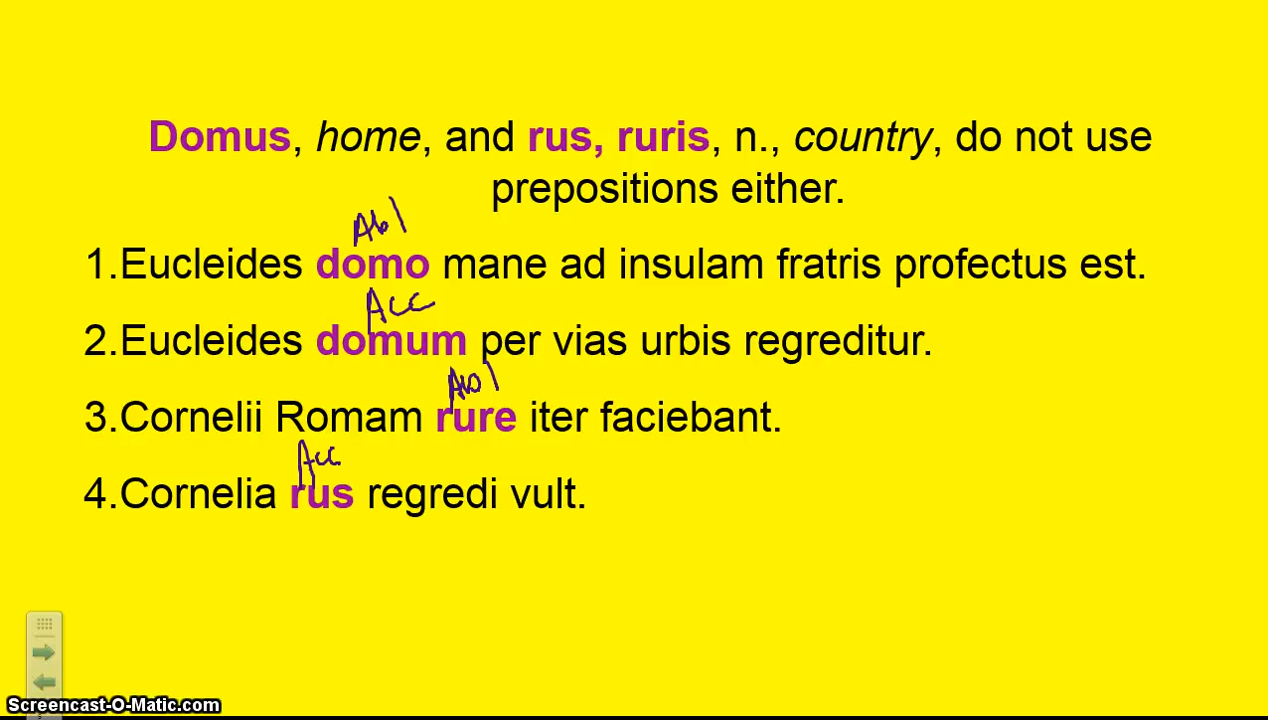 Domus, home, and rus, ruris, n., country, do not use
prepositions either.
Abl
1.Eucleides domo mane ad insulam fratris profectus est.
Acc
2.Eucleides domum per vias urbis regreditur.
Abl
3.Cornelii Romam rure iter faciebant.
Acc
4.Cornelia rus regredi vult.
Screencast-O-Matic.com